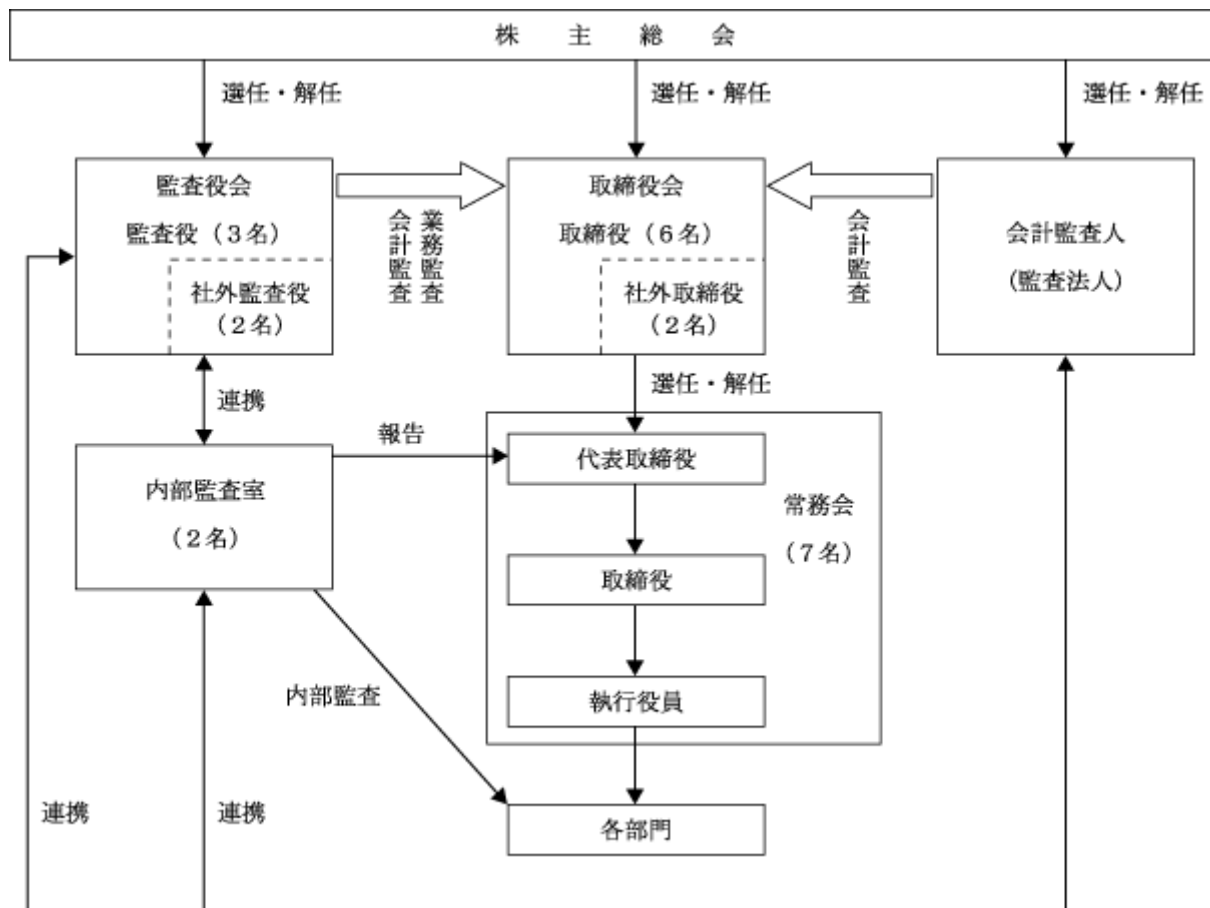 株主総会
選任・解任
選任・解任
選任・解任
監査役会
監査役(3名)
社外監査役
(2名)
業務監査
会計監査
取締役会
取締役(6名)
社外取締役
(2名)
会計監査
会計監査人
(監査法人)
連携
選任・解任
報告
内部監査室
(2名)
代表取締役
常務会
(7名)
取締役
執行役員
内部監査
連携
連携
各部門